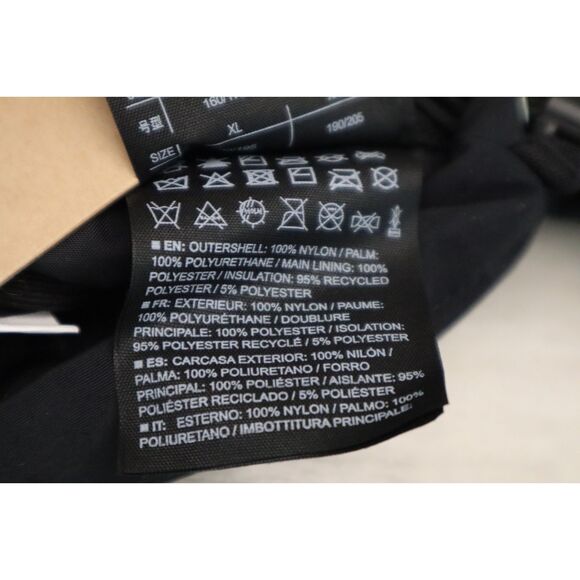 号型
160/
XL
190/205
SIZE
EN: OUTERSHELL: 100% NYLON / PALM:
100% POLYURETHANE / MAIN LINING: 100%
POLYESTER / INSULATION: 95% RECYCLED
POLYESTER / 5% POLYESTER
FR: EXTERIEUR: 100% NYLON / PAUME:
100% POLYURÉTHANE / DOUBLURE
PRINCIPALE: 100% POLYESTER / ISOLATION:
95% POLYESTER RECYCLÉ / 5% POLYESTER
ES: CARCASA EXTERIOR: 100% NILÓN /
PALMA: 100% POLIURETANO / FORRO
PRINCIPAL: 100% POLIÉSTER / AISLANTE: 95%
POLIÉSTER RECICLADO / 5% POLIÉSTER
IT: ESTERNO: 100% NYLON / PALMO: 100%
POLIURETANO / IMBOTTITURA PRINCIPALE: